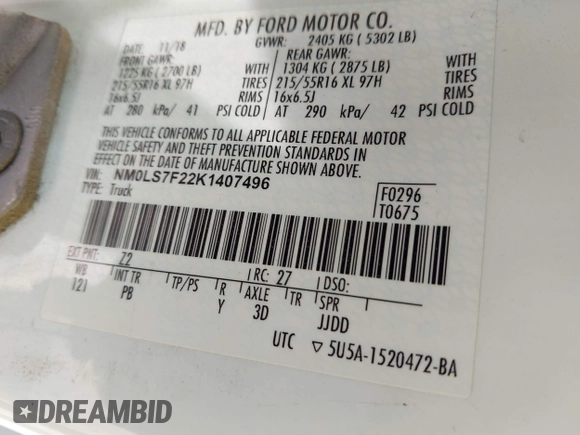 MFD. BY FORD MOTOR CO.
DATE: 11/18 GVWR: 2405 KG ( 5302 LB)
FRONT GAWR: REAR GAWR:
1225 KG ( 2700 LB) 1304 KG ( 2875 LB)
215/55R16 XL 97H TIRES 215/55R16 XL 97H TIRES
16x6.5J RIMS 16x6.5J RIMS
AT 280 kPa/ 41 PSI COLD AT 290 kPa/ 42 PSI COLD
THIS VEHICLE CONFORMS TO ALL APPLICABLE FEDERAL MOTOR
VEHICLE SAFETY AND THEFT PREVENTION STANDARDS IN
EFFECT ON THE DATE OF MANUFACTURE SHOWN ABOVE.
VIN: NM0LS7F22K1407496
TYPE: Truck
F0296
T0675
EXT PNT: Z2 RC: 27 DSO:
WB INT TR TP/PS R AXLE TR SPR
121 PB Y 3D JJDD
UTC ▽ 5U5A-1520472-BA
DREAMBID